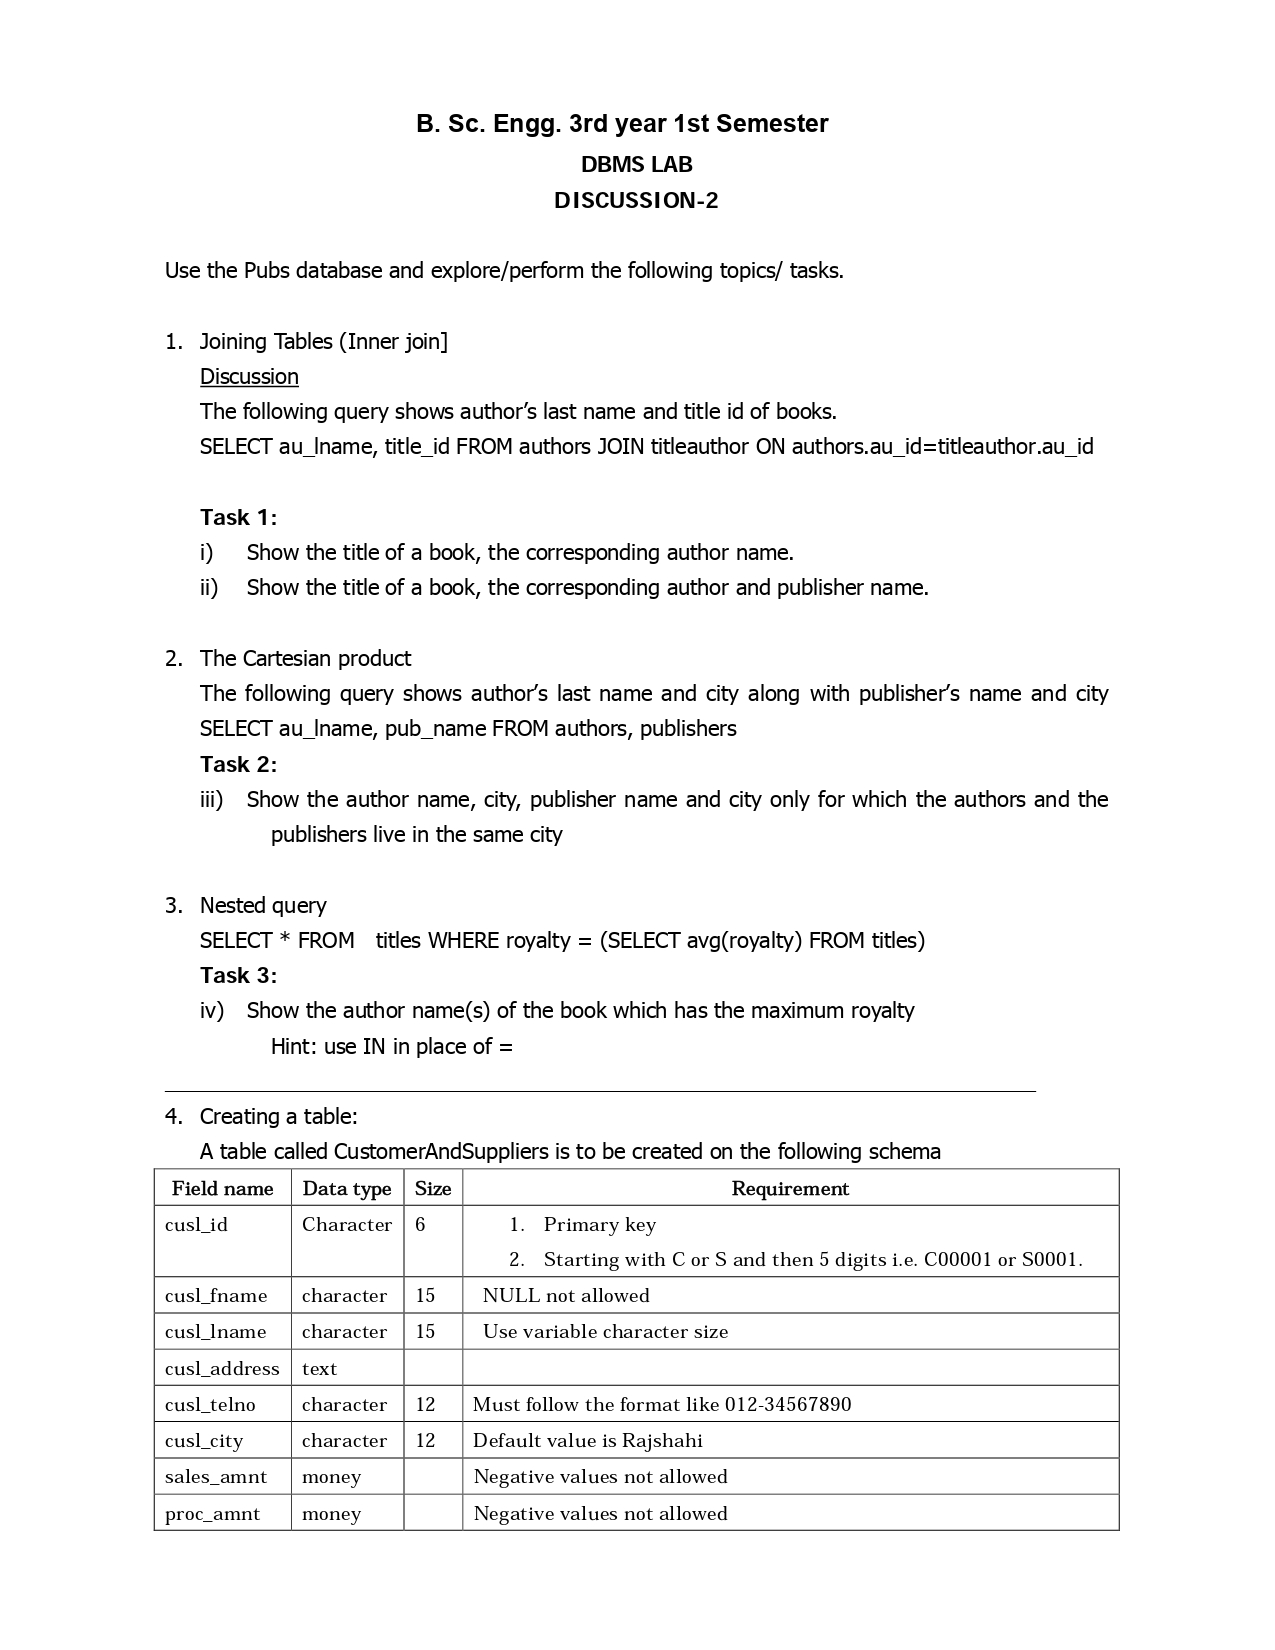 B. Sc. Engg. 3rd year 1st Semester
DBMS LAB
DISCUSSION-2
Use the Pubs database and explore/perform the following topics/ tasks.
1. Joining Tables (Inner join]
Discussion
The following query shows author’s last name and title id of books.
SELECT au_lname, title_id FROM authors JOIN titleauthor ON authors.au_id=titleauthor.au_id
Task 1:
i) Show the title of a book, the corresponding author name.
ii) Show the title of a book, the corresponding author and publisher name.
2. The Cartesian product
The following query shows author’s last name and city along with publisher’s name and city
SELECT au_lname, pub_name FROM authors, publishers
Task 2:
iii) Show the author name, city, publisher name and city only for which the authors and the
publishers live in the same city
3. Nested query
SELECT * FROM titles WHERE royalty = (SELECT avg(royalty) FROM titles)
Task 3:
iv) Show the author name(s) of the book which has the maximum royalty
Hint: use IN in place of =
4. Creating a table:
A table called CustomerAndSuppliers is to be created on the following schema
Field name Data type Size Requirement
cusl_id Character 6 1. Primary key
2. Starting with C or S and then 5 digits i.e. C00001 or S0001.
cusl_fname character 15 NULL not allowed
cusl_lname character 15 Use variable character size
cusl_address text
cusl_telno character 12 Must follow the format like 012-34567890
cusl_city character 12 Default value is Rajshahi
sales_amnt money Negative values not allowed
proc_amnt money Negative values not allowed